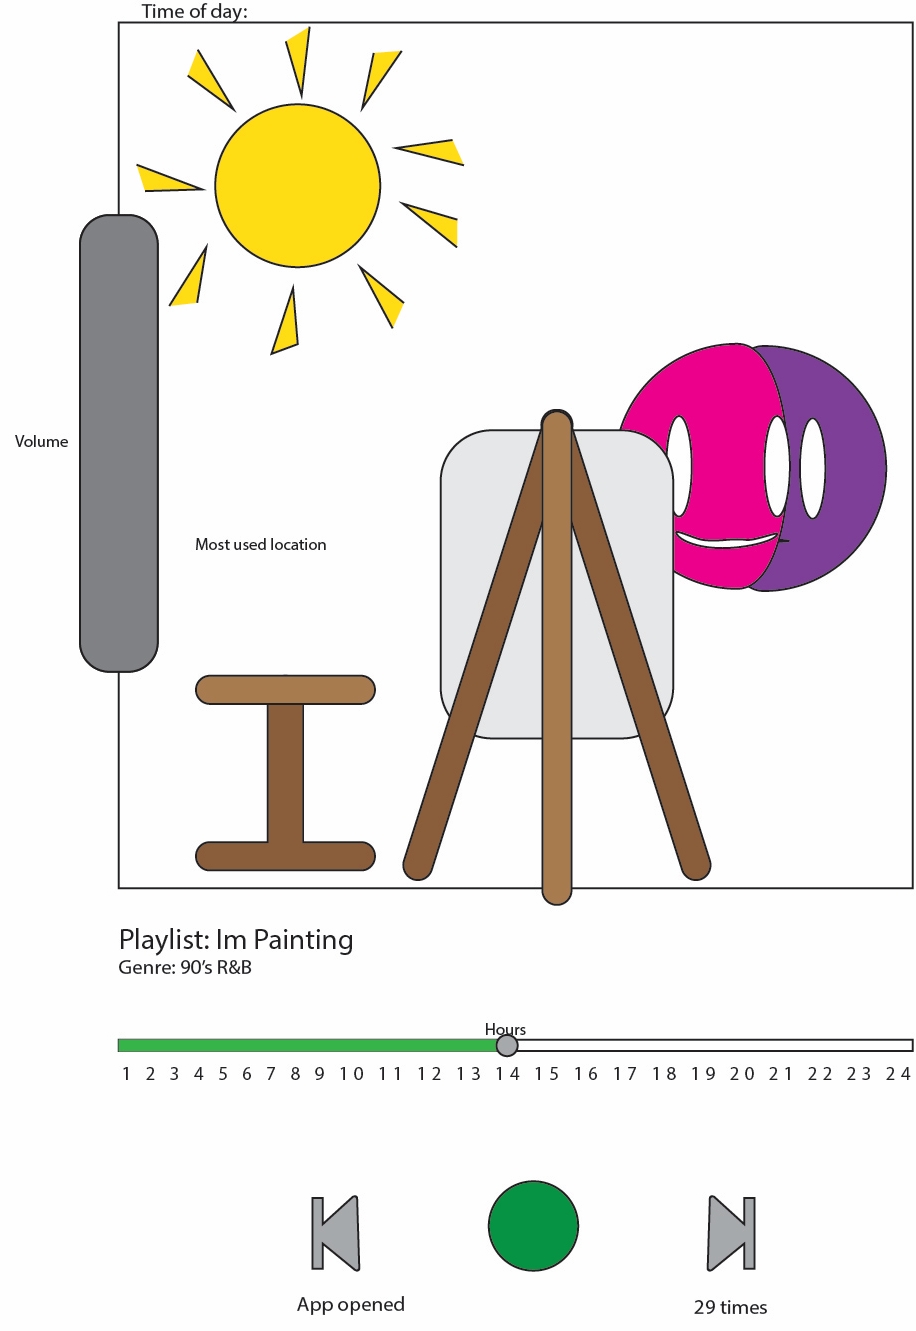 Time of day:
Volume
Most used location
Playlist: Im Painting
Genre: 90's R&B
Hours
1 2 3 4 5 6 7 8 9 10 11 12 13 14 15 16 17 18 19 20 21 22 23 24
App opened
29 times